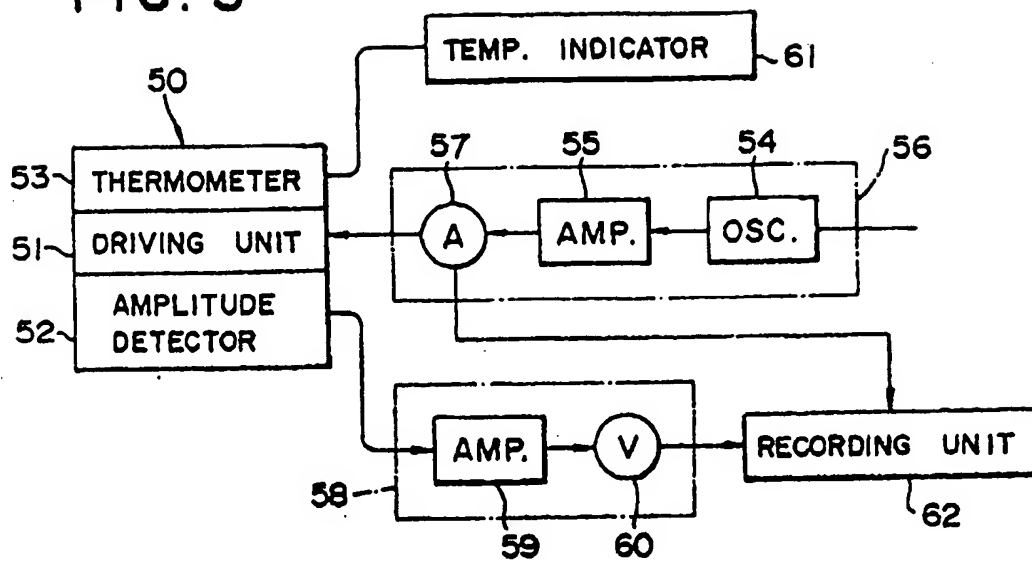 TEMP. INDICATOR
61
50
57
55
54
56
53
THERMOMETER
51
DRIVING UNIT
A
AMP.
OSC.
52
AMPLITUDE
DETECTOR
58
AMP.
V
RECORDING UNIT
59
60
62